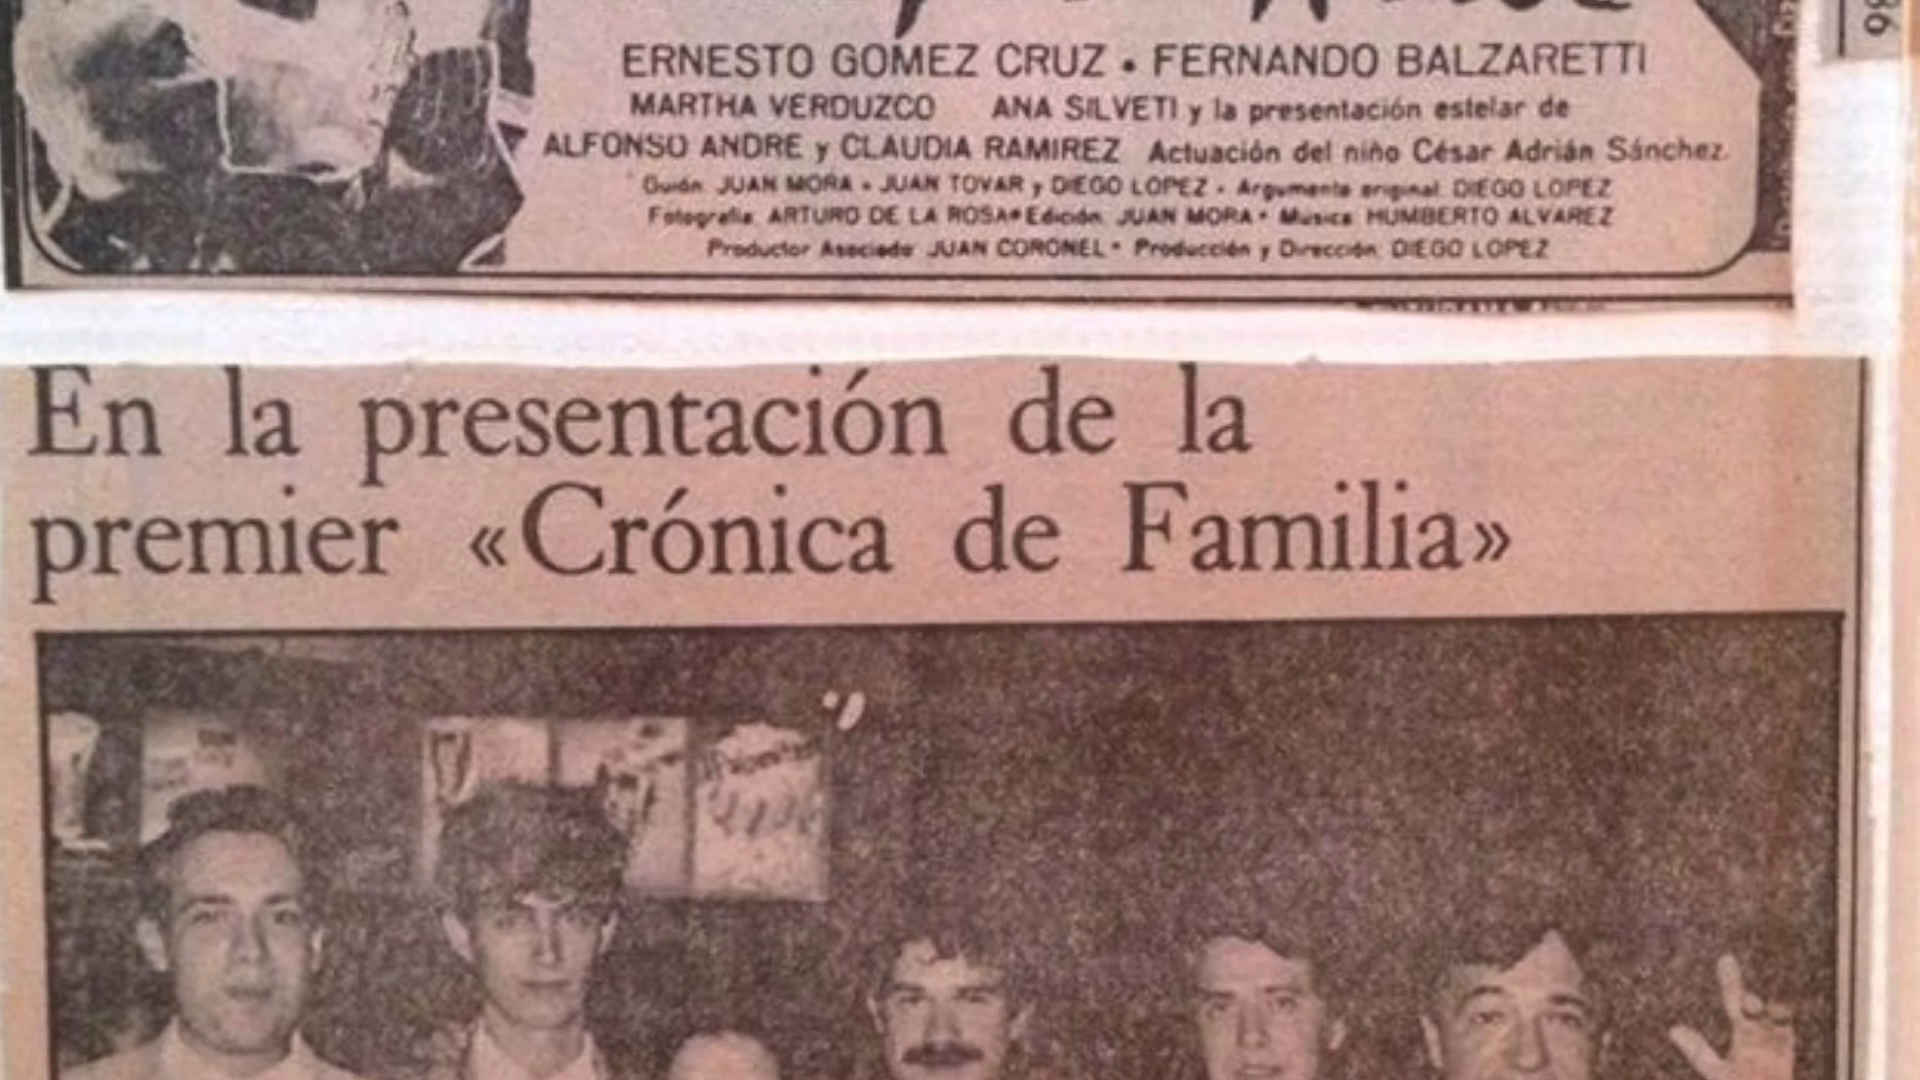 ERNESTO GOMEZ CRUZ • FERNANDO BALZARETTI
MARTHA VERDUZCO ANA SILVETI y la presentación estelar de
ALFONSO ANDRE y CLAUDIA RAMIREZ Actuación del niño César Adrián Sánchez.
Guión: JUAN MORA • JUAN TOVAR y DIEGO LOPEZ • Argumento original: DIEGO LOPEZ
Fotografía: ARTURO DE LA ROSA • Edición: JUAN MORA • Música: HUMBERTO ALVAREZ
Productor Asociado: JUAN CORONEL • Producción y Dirección: DIEGO LOPEZ
En la presentación de la
premier «Crónica de Familia»